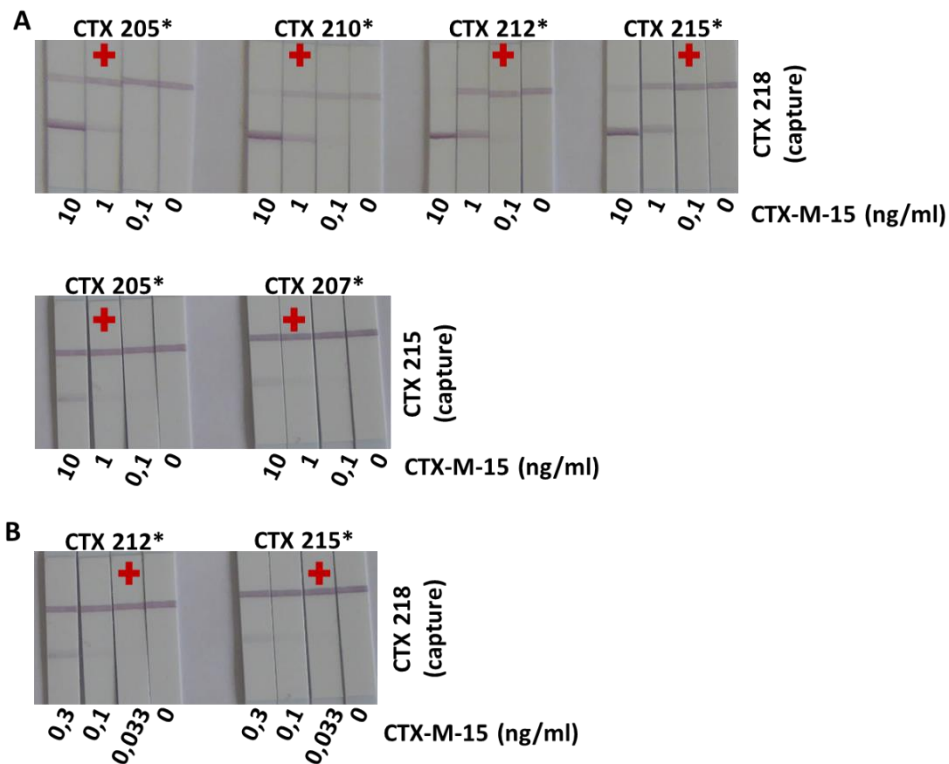 A
CTX 205* CTX 210* CTX 212* CTX 215*
CTX 218
(capture)
10 1 0,1 0 10 1 0,1 0 10 1 0,1 0 10 1 0,1 0 CTX-M-15 (ng/ml)
CTX 205* CTX 207*
CTX 215
(capture)
10 1 0,1 0 10 1 0,1 0 CTX-M-15 (ng/ml)
B
CTX 212* CTX 215*
CTX 218
(capture)
0,3 0,1 0,033 0 0,3 0,1 0,033 0 CTX-M-15 (ng/ml)